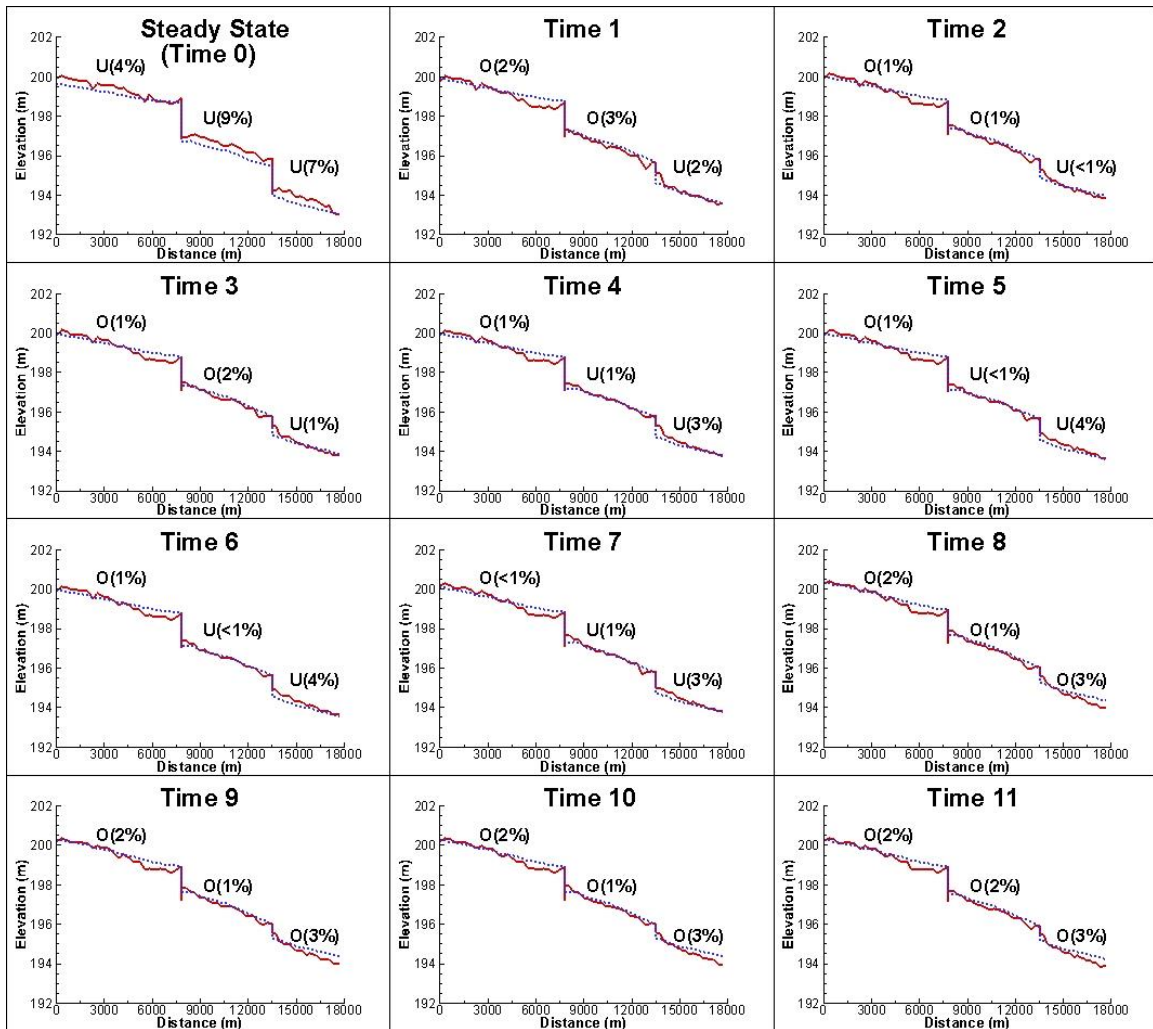 Steady State
(Time 0)
202
200
198
196
194
192
Elevation (m)
U(4%)
U(9%)
U(7%)
0 3000 6000 9000 12000 15000 18000
Distance (m)
Time 1
202
200
198
196
194
192
Elevation (m)
O(2%)
O(3%)
U(2%)
0 3000 6000 9000 12000 15000 18000
Distance (m)
Time 2
202
200
198
196
194
192
Elevation (m)
O(1%)
O(1%)
U(<1%)
0 3000 6000 9000 12000 15000 18000
Distance (m)
Time 3
202
200
198
196
194
192
Elevation (m)
O(1%)
O(2%)
U(1%)
0 3000 6000 9000 12000 15000 18000
Distance (m)
Time 4
202
200
198
196
194
192
Elevation (m)
O(1%)
U(1%)
U(3%)
0 3000 6000 9000 12000 15000 18000
Distance (m)
Time 5
202
200
198
196
194
192
Elevation (m)
O(1%)
U(<1%)
U(4%)
0 3000 6000 9000 12000 15000 18000
Distance (m)
Time 6
202
200
198
196
194
192
Elevation (m)
O(1%)
U(<1%)
U(4%)
0 3000 6000 9000 12000 15000 18000
Distance (m)
Time 7
202
200
198
196
194
192
Elevation (m)
O(<1%)
U(1%)
U(3%)
0 3000 6000 9000 12000 15000 18000
Distance (m)
Time 8
202
200
198
196
194
192
Elevation (m)
O(2%)
O(1%)
O(3%)
0 3000 6000 9000 12000 15000 18000
Distance (m)
Time 9
202
200
198
196
194
192
Elevation (m)
O(2%)
O(1%)
O(3%)
0 3000 6000 9000 12000 15000 18000
Distance (m)
Time 10
202
200
198
196
194
192
Elevation (m)
O(2%)
O(1%)
O(3%)
0 3000 6000 9000 12000 15000 18000
Distance (m)
Time 11
202
200
198
196
194
192
Elevation (m)
O(2%)
O(2%)
O(3%)
0 3000 6000 9000 12000 15000 18000
Distance (m)